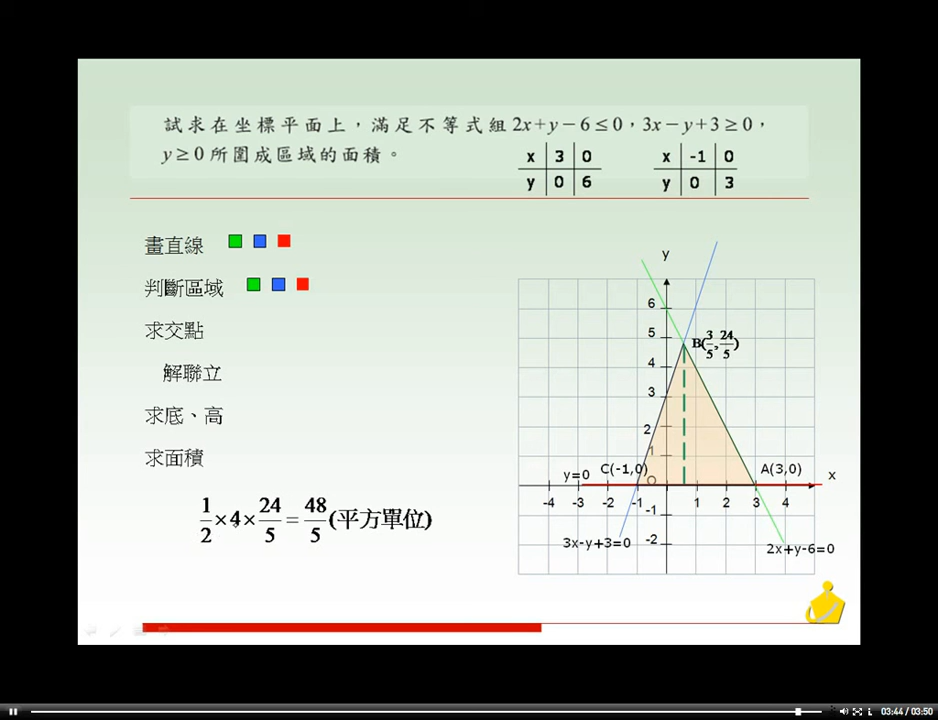 試求在坐標平面上，滿足不等式組 2x+y−6≤0，3x−y+3≥0，
y≥0 所圍成區域的面積。
x 3 0
y 0 6
x -1 0
y 0 3
畫直線
判斷區域
求交點
解聯立
求底、高
求面積
1/2×4×24/5=48/5(平方單位)
y
6
5
4
3
2
1
B(3/5,24/5)
C(-1,0)
A(3,0)
x
y=0
O
-4 -3 -2 -1 1 2 3 4
-1
-2
3x-y+3=0
2x+y-6=0
03:44 / 03:50